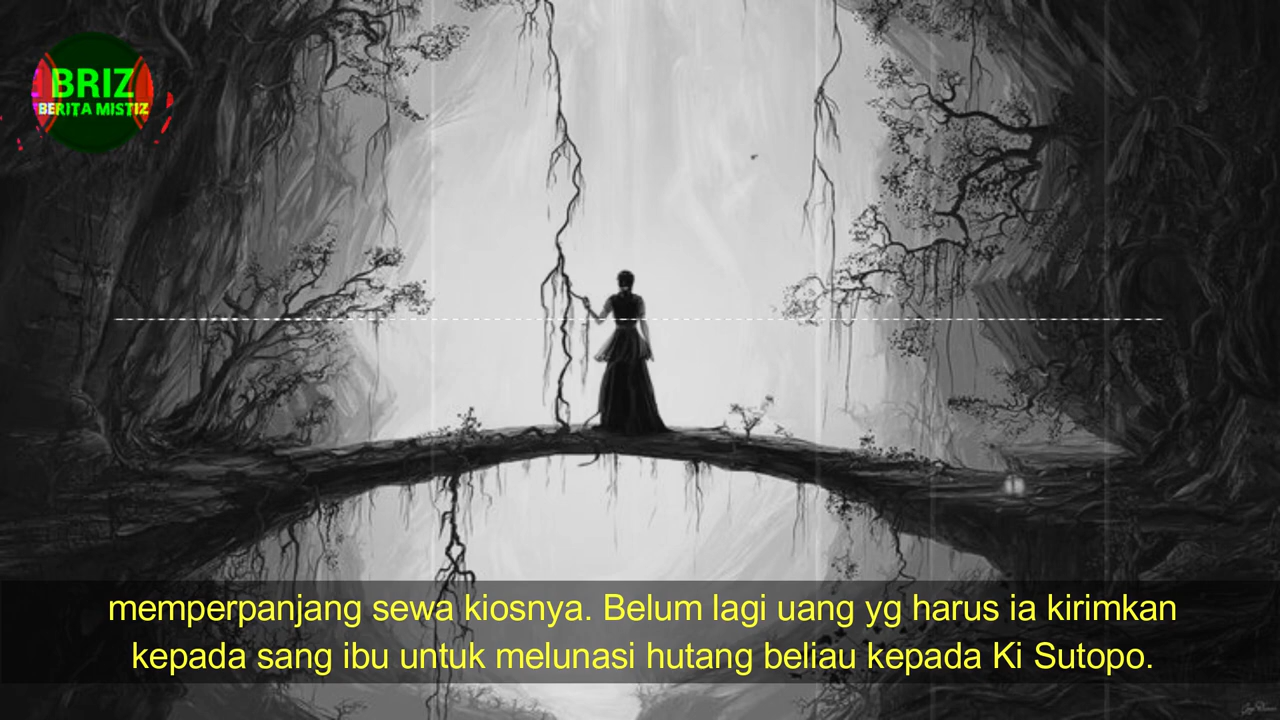 BRIZ
BERITA MISTIZ
memperpanjang sewa kiosnya. Belum lagi uang yg harus ia kirimkan
kepada sang ibu untuk melunasi hutang beliau kepada Ki Sutopo.